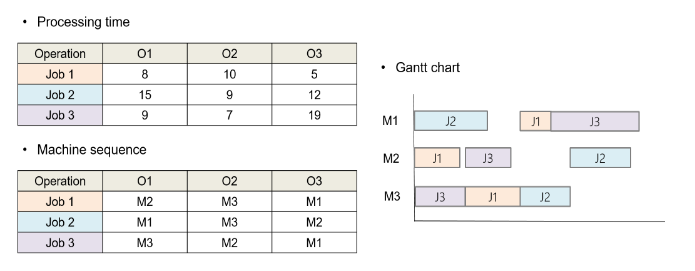 • Processing time
Operation O1 O2 O3
Job 1 8 10 5
Job 2 15 9 12
Job 3 9 7 19
• Machine sequence
Operation O1 O2 O3
Job 1 M2 M3 M1
Job 2 M1 M3 M2
Job 3 M3 M2 M1
• Gantt chart
M1 J2 J1 J3
M2 J1 J3 J2
M3 J3 J1 J2